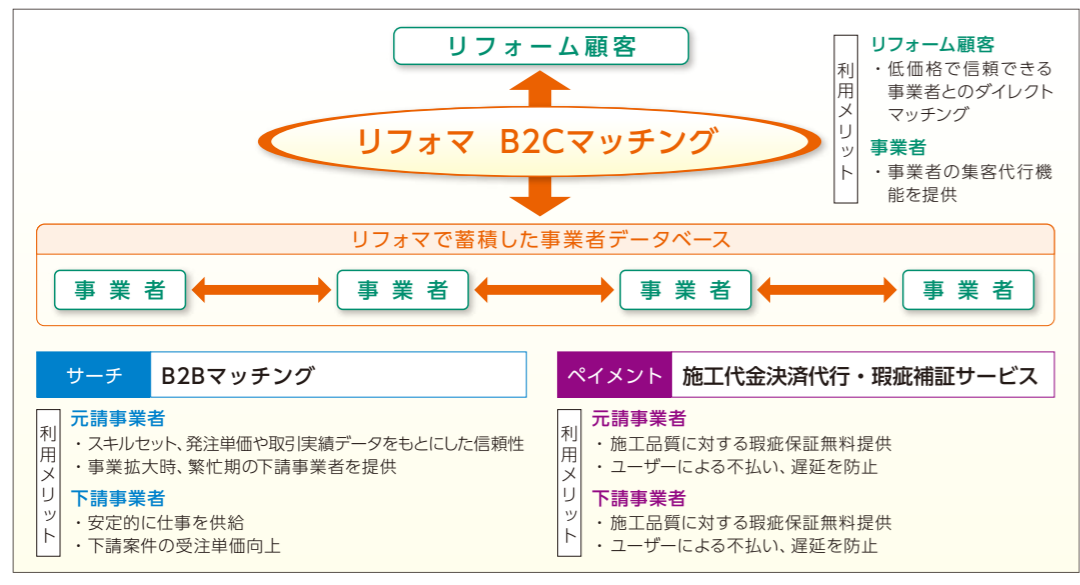 リフォーム顧客
リフォマ B2Cマッチング
利用メリット
リフォーム顧客
・低価格で信頼できる
事業者とのダイレクト
マッチング
事業者
・事業者の集客代行機
能を提供
リフォマで蓄積した事業者データベース
事業者
事業者
事業者
事業者
サーチ B2Bマッチング
利用メリット
元請事業者
・スキルセット、発注単価や取引実績データをもとにした信頼性
・事業拡大時、繁忙期の下請事業者を提供
下請事業者
・安定的に仕事を供給
・下請案件の受注単価向上
ペイメント 施工代金決済代行・瑕疵補証サービス
利用メリット
元請事業者
・施工品質に対する瑕疵保証無料提供
・ユーザーによる不払い、遅延を防止
下請事業者
・施工品質に対する瑕疵保証無料提供
・ユーザーによる不払い、遅延を防止